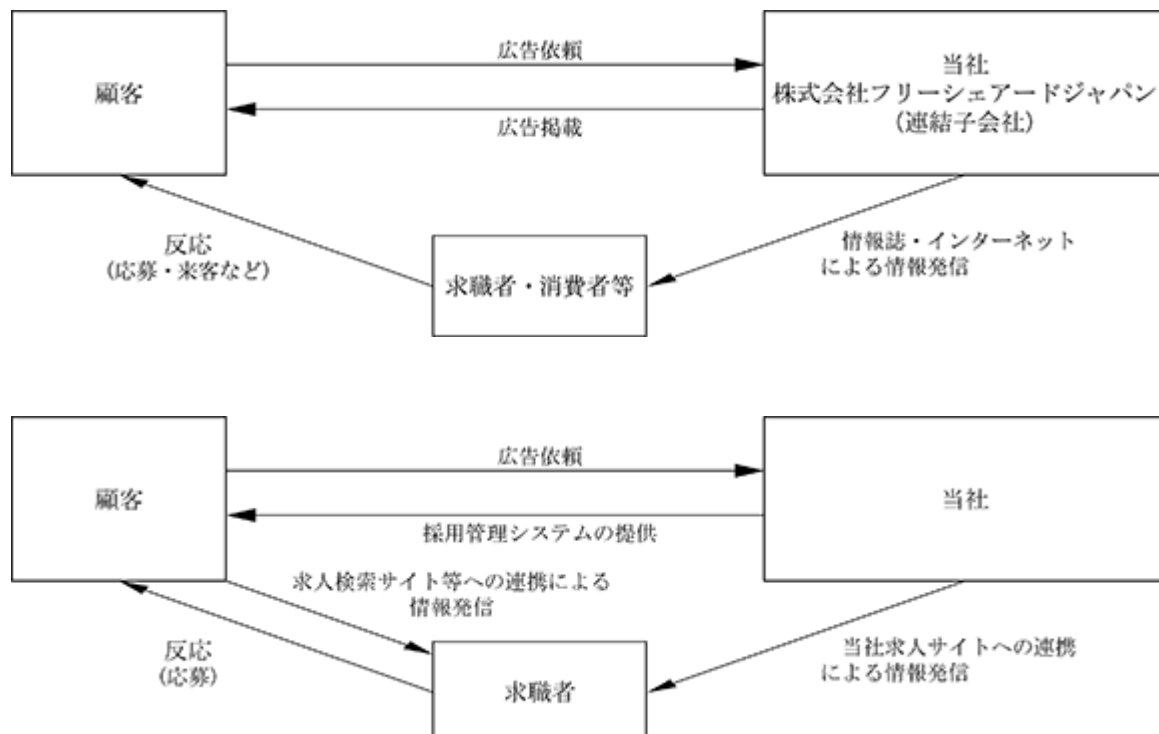 広告依頼
顧客
当社
株式会社フリーシェアードジャパン
(連結子会社)
広告掲載
反応
(応募・来客など)
求職者・消費者等
情報誌・インターネット
による情報発信
広告依頼
顧客
当社
採用管理システムの提供
求人検索サイト等への連携による
情報発信
反応
(応募)
求職者
当社求人サイトへの連携
による情報発信